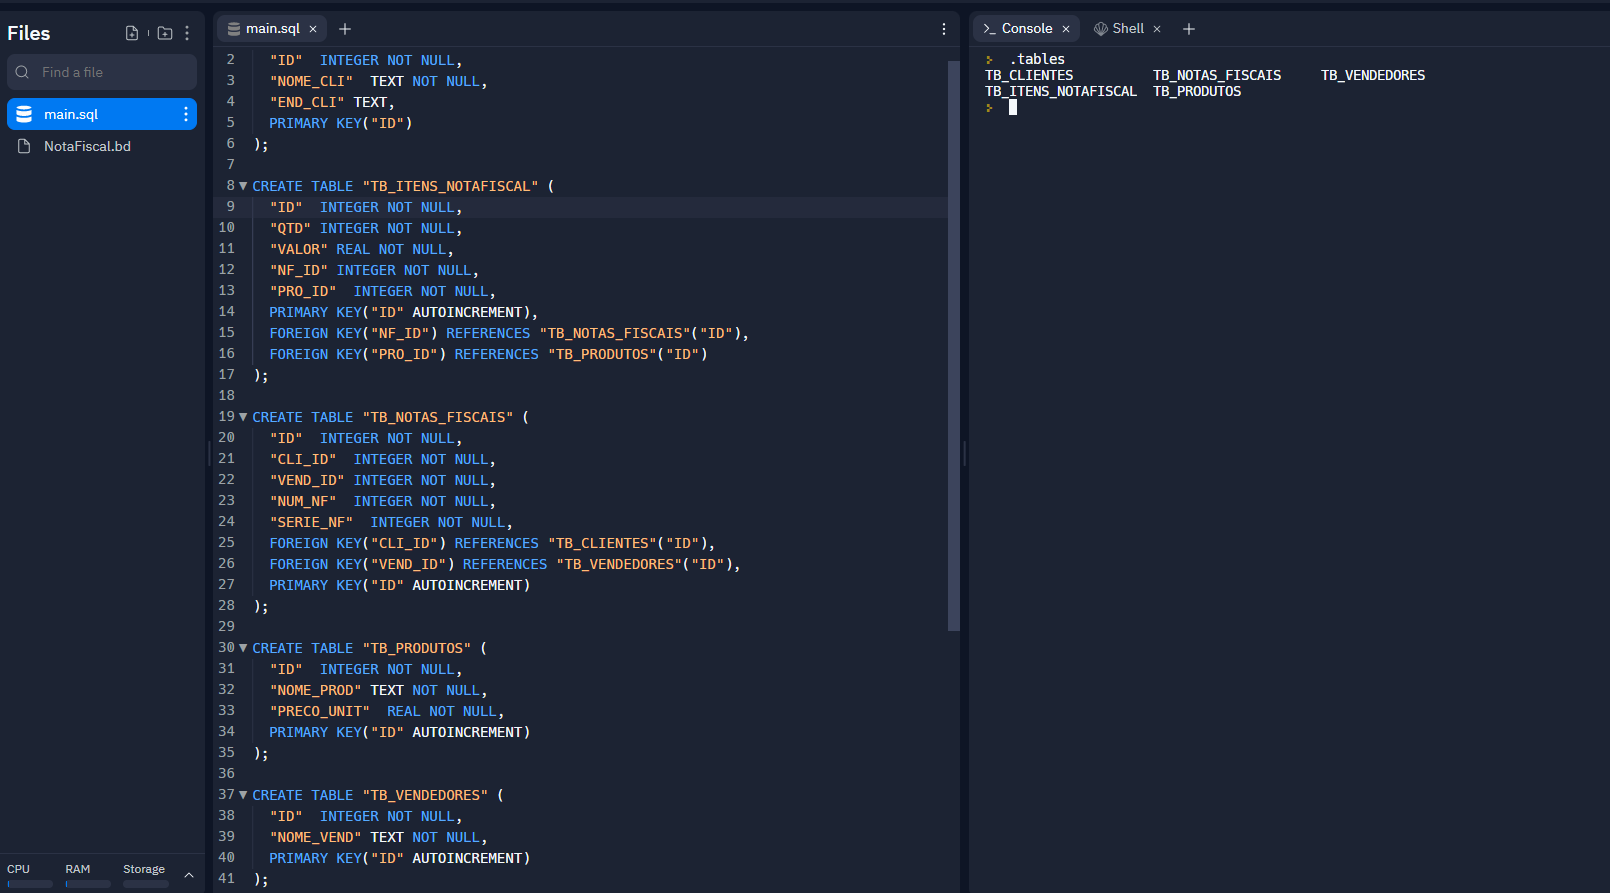 Files
Find a file
main.sql
NotaFiscal.bd
CPU RAM Storage
main.sql × +
2 "ID" INTEGER NOT NULL,
3 "NOME_CLI" TEXT NOT NULL,
4 "END_CLI" TEXT,
5 PRIMARY KEY("ID")
6 );
7
8 CREATE TABLE "TB_ITENS_NOTAFISCAL" (
9 "ID" INTEGER NOT NULL,
10 "QTD" INTEGER NOT NULL,
11 "VALOR" REAL NOT NULL,
12 "NF_ID" INTEGER NOT NULL,
13 "PRO_ID" INTEGER NOT NULL,
14 PRIMARY KEY("ID" AUTOINCREMENT),
15 FOREIGN KEY("NF_ID") REFERENCES "TB_NOTAS_FISCAIS"("ID"),
16 FOREIGN KEY("PRO_ID") REFERENCES "TB_PRODUTOS"("ID")
17 );
18
19 CREATE TABLE "TB_NOTAS_FISCAIS" (
20 "ID" INTEGER NOT NULL,
21 "CLI_ID" INTEGER NOT NULL,
22 "VEND_ID" INTEGER NOT NULL,
23 "NUM_NF" INTEGER NOT NULL,
24 "SERIE_NF" INTEGER NOT NULL,
25 FOREIGN KEY("CLI_ID") REFERENCES "TB_CLIENTES"("ID"),
26 FOREIGN KEY("VEND_ID") REFERENCES "TB_VENDEDORES"("ID"),
27 PRIMARY KEY("ID" AUTOINCREMENT)
28 );
29
30 CREATE TABLE "TB_PRODUTOS" (
31 "ID" INTEGER NOT NULL,
32 "NOME_PROD" TEXT NOT NULL,
33 "PRECO_UNIT" REAL NOT NULL,
34 PRIMARY KEY("ID" AUTOINCREMENT)
35 );
36
37 CREATE TABLE "TB_VENDEDORES" (
38 "ID" INTEGER NOT NULL,
39 "NOME_VEND" TEXT NOT NULL,
40 PRIMARY KEY("ID" AUTOINCREMENT)
41 );
Console × Shell × +
.tables
TB_CLIENTES TB_NOTAS_FISCAIS TB_VENDEDORES
TB_ITENS_NOTAFISCAL TB_PRODUTOS